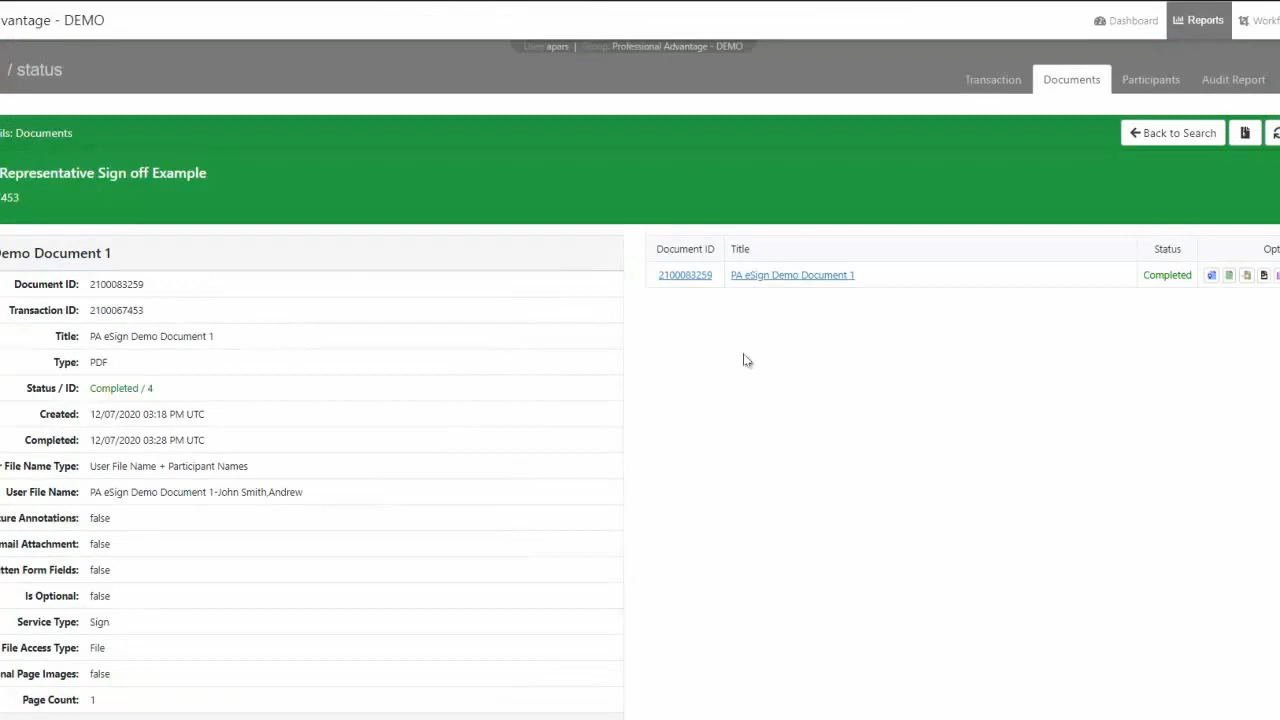 vantage - DEMO
Dashboard
Reports
Workf
User: apars | Group: Professional Advantage - DEMO
/ status
Transaction
Documents
Participants
Audit Report
ils: Documents
Back to Search
Representative Sign off Example
453
emo Document 1
Document ID: 2100083259
Transaction ID: 2100067453
Title: PA eSign Demo Document 1
Type: PDF
Status / ID: Completed / 4
Created: 12/07/2020 03:18 PM UTC
Completed: 12/07/2020 03:28 PM UTC
r File Name Type: User File Name + Participant Names
User File Name: PA eSign Demo Document 1-John Smith,Andrew
ure Annotations: false
mail Attachment: false
tten Form Fields: false
Is Optional: false
Service Type: Sign
File Access Type: File
nal Page Images: false
Page Count: 1
Document ID Title Status Opt
2100083259 PA eSign Demo Document 1 Completed